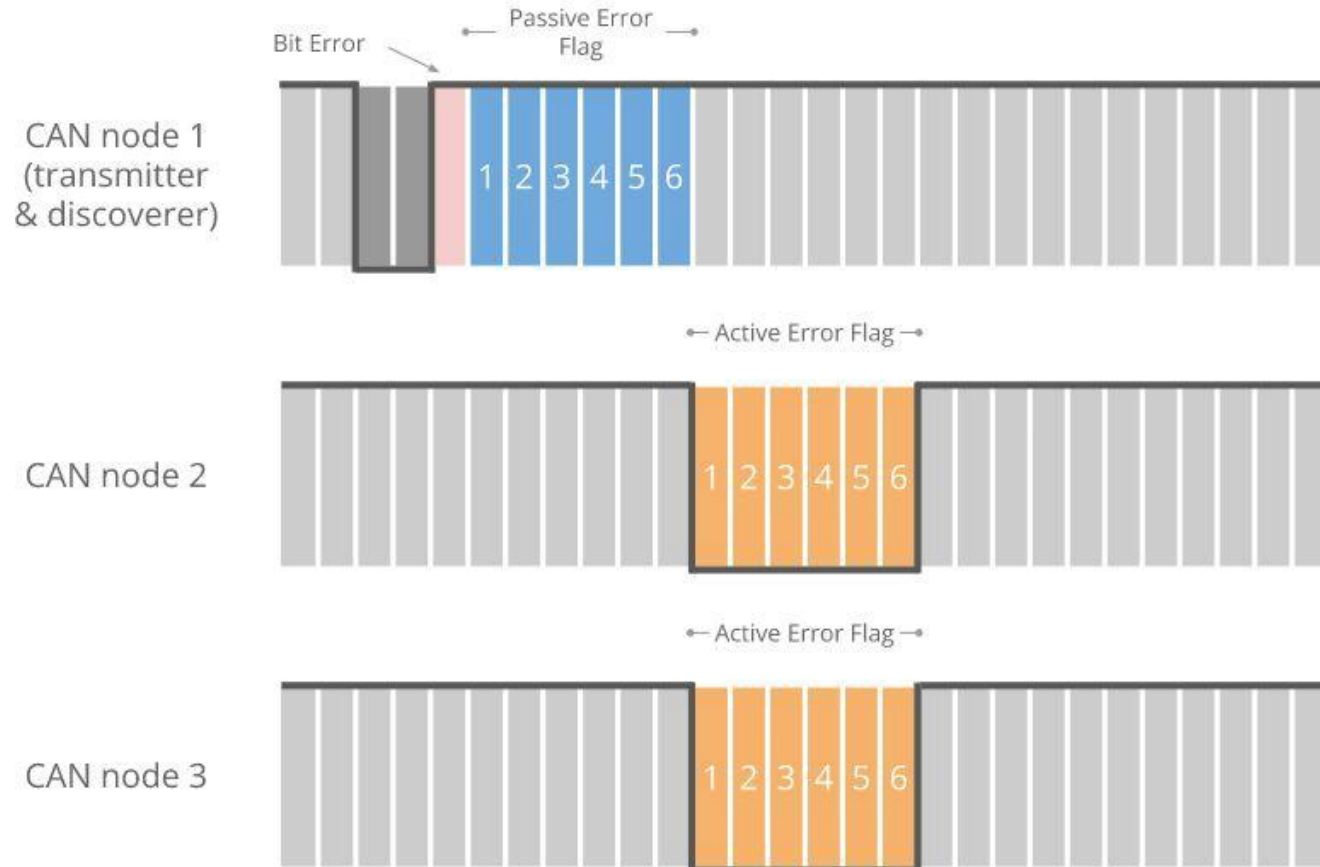 Passive Error
Flag
Bit Error
CAN node 1
(transmitter
& discoverer)
1 2 3 4 5 6
Active Error Flag
CAN node 2
1 2 3 4 5 6
Active Error Flag
CAN node 3
1 2 3 4 5 6